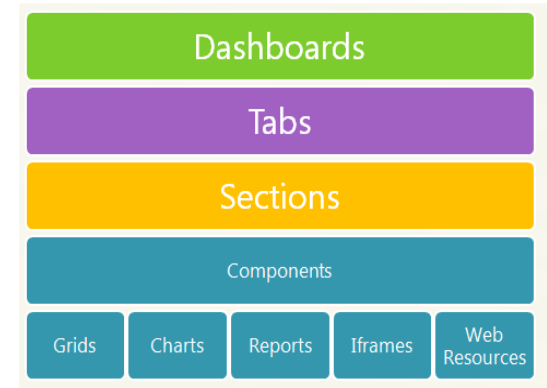 Dashboards
Tabs
Sections
Components
Grids
Charts
Reports
Iframes
Web
Resources